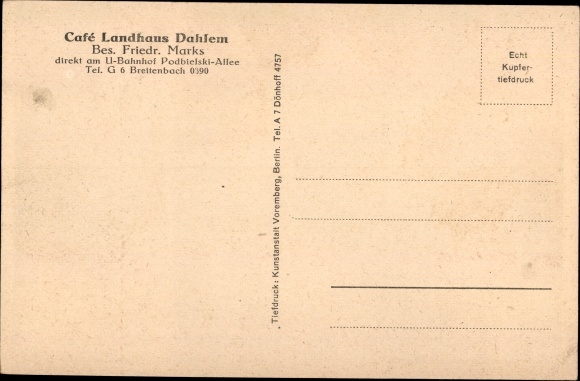 Café Landhaus Dahlem
Bes. Friedr. Marks
direkt am U-Bahnhof Podbielski-Allee
Tel. G 6 Breitenbach 0590
Tiefdruck: Kunstanstalt Voremberg, Berlin. Tel. A 7 Dönhoff 4757
Echt
Kupfer-
tiefdruck